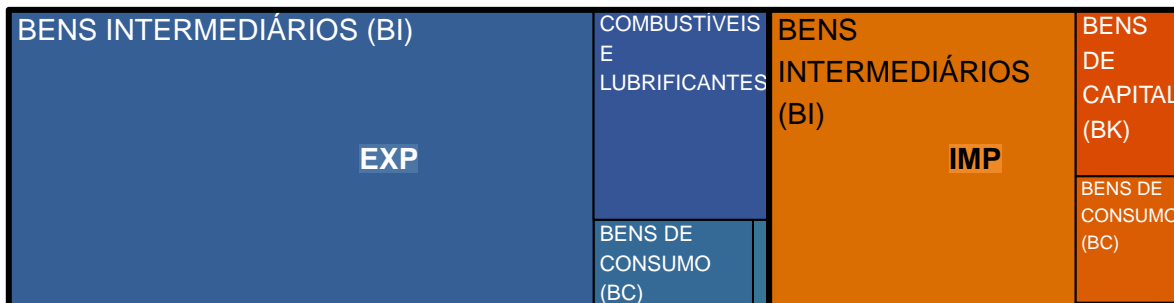 BENS INTERMEDIÁRIOS (BI)
EXP
COMBUSTÍVEIS
E
LUBRIFICANTES
BENS DE
CONSUMO
(BC)
BENS
INTERMEDIÁRIOS
(BI)
IMP
BENS
DE
CAPITAL
(BK)
BENS DE
CONSUMO
(BC)